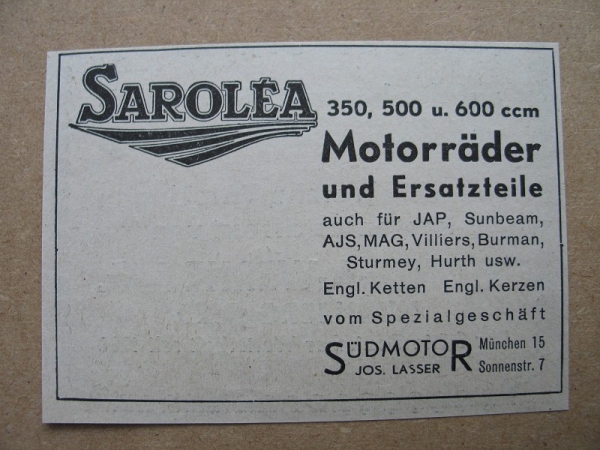 SAROLÉA
350, 500 u. 600 ccm
Motorräder
und Ersatzteile
auch für JAP, Sunbeam,
AJS, MAG, Villiers, Burman,
Sturmey, Hurth usw.
Engl. Ketten Engl. Kerzen
vom Spezialgeschäft
SÜDMOTOR
JOS. LASSER
München 15
Sonnenstr. 7